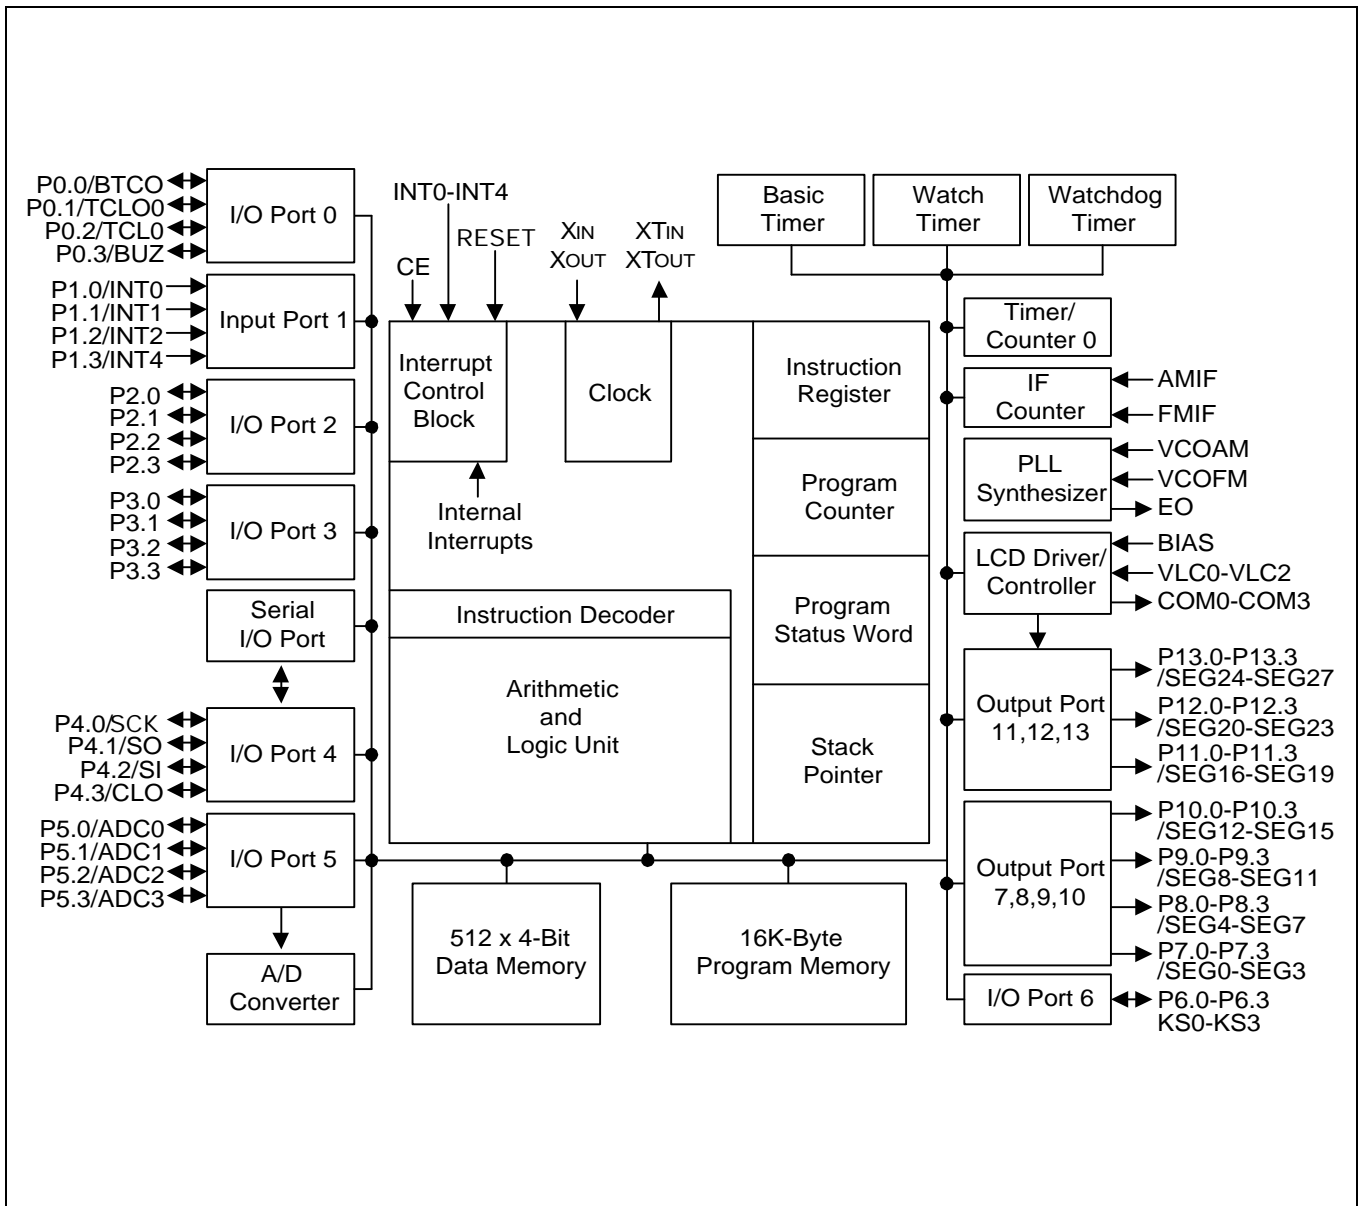 P0.0/BTCO
P0.1/TCLO0
P0.2/TCL0
P0.3/BUZ
I/O Port 0
P1.0/INT0
P1.1/INT1
P1.2/INT2
P1.3/INT4
Input Port 1
P2.0
P2.1
P2.2
P2.3
I/O Port 2
P3.0
P3.1
P3.2
P3.3
I/O Port 3
Serial
I/O Port
P4.0/SCK
P4.1/SO
P4.2/SI
P4.3/CLO
I/O Port 4
P5.0/ADC0
P5.1/ADC1
P5.2/ADC2
P5.3/ADC3
I/O Port 5
A/D
Converter
INT0-INT4
RESET
CE
XIN
XOUT
XTIN
XTOUT
Interrupt
Control
Block
Clock
Internal
Interrupts
Instruction Decoder
Arithmetic
and
Logic Unit
Instruction
Register
Program
Counter
Program
Status Word
Stack
Pointer
512 x 4-Bit
Data Memory
16K-Byte
Program Memory
Basic
Timer
Watch
Timer
Watchdog
Timer
Timer/
Counter 0
IF
Counter
AMIF
FMIF
PLL
Synthesizer
VCOAM
VCOFM
EO
LCD Driver/
Controller
BIAS
VLC0-VLC2
COM0-COM3
Output Port
11,12,13
P13.0-P13.3
/SEG24-SEG27
P12.0-P12.3
/SEG20-SEG23
P11.0-P11.3
/SEG16-SEG19
Output Port
7,8,9,10
P10.0-P10.3
/SEG12-SEG15
P9.0-P9.3
/SEG8-SEG11
P8.0-P8.3
/SEG4-SEG7
P7.0-P7.3
/SEG0-SEG3
I/O Port 6
P6.0-P6.3
KS0-KS3